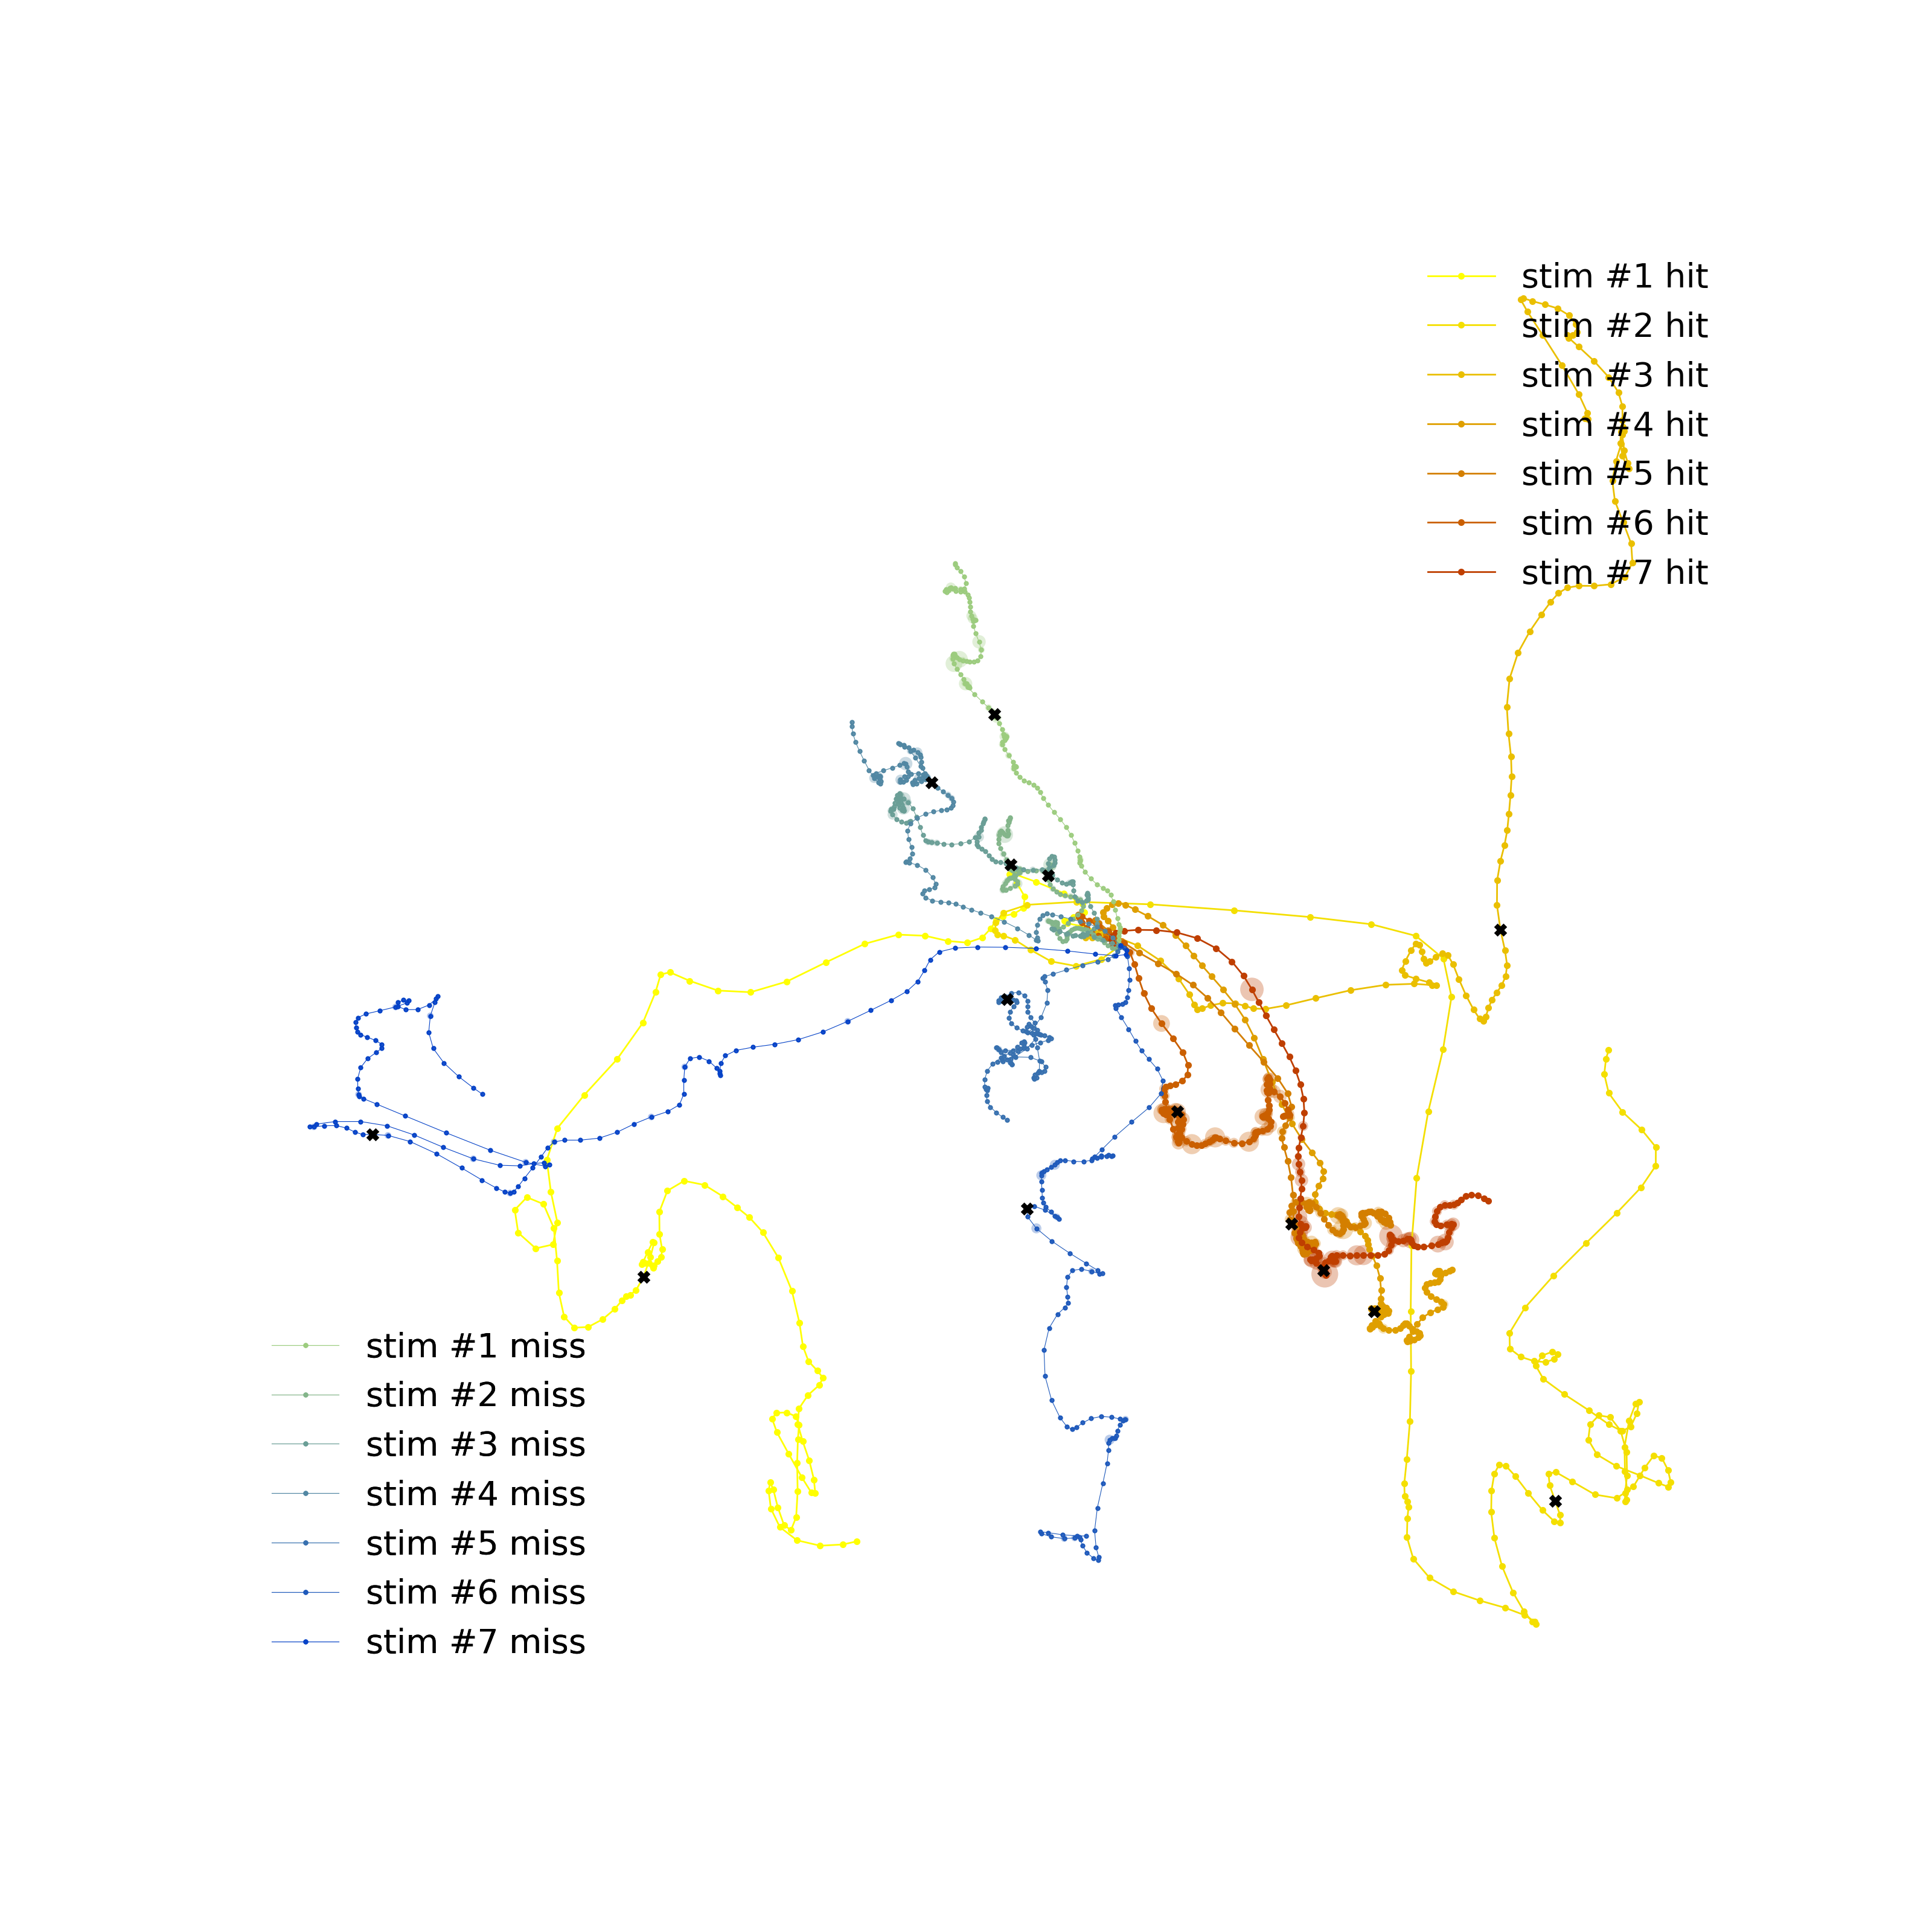 stim #1 hit
stim #2 hit
stim #3 hit
stim #4 hit
stim #5 hit
stim #6 hit
stim #7 hit
stim #1 miss
stim #2 miss
stim #3 miss
stim #4 miss
stim #5 miss
stim #6 miss
stim #7 miss